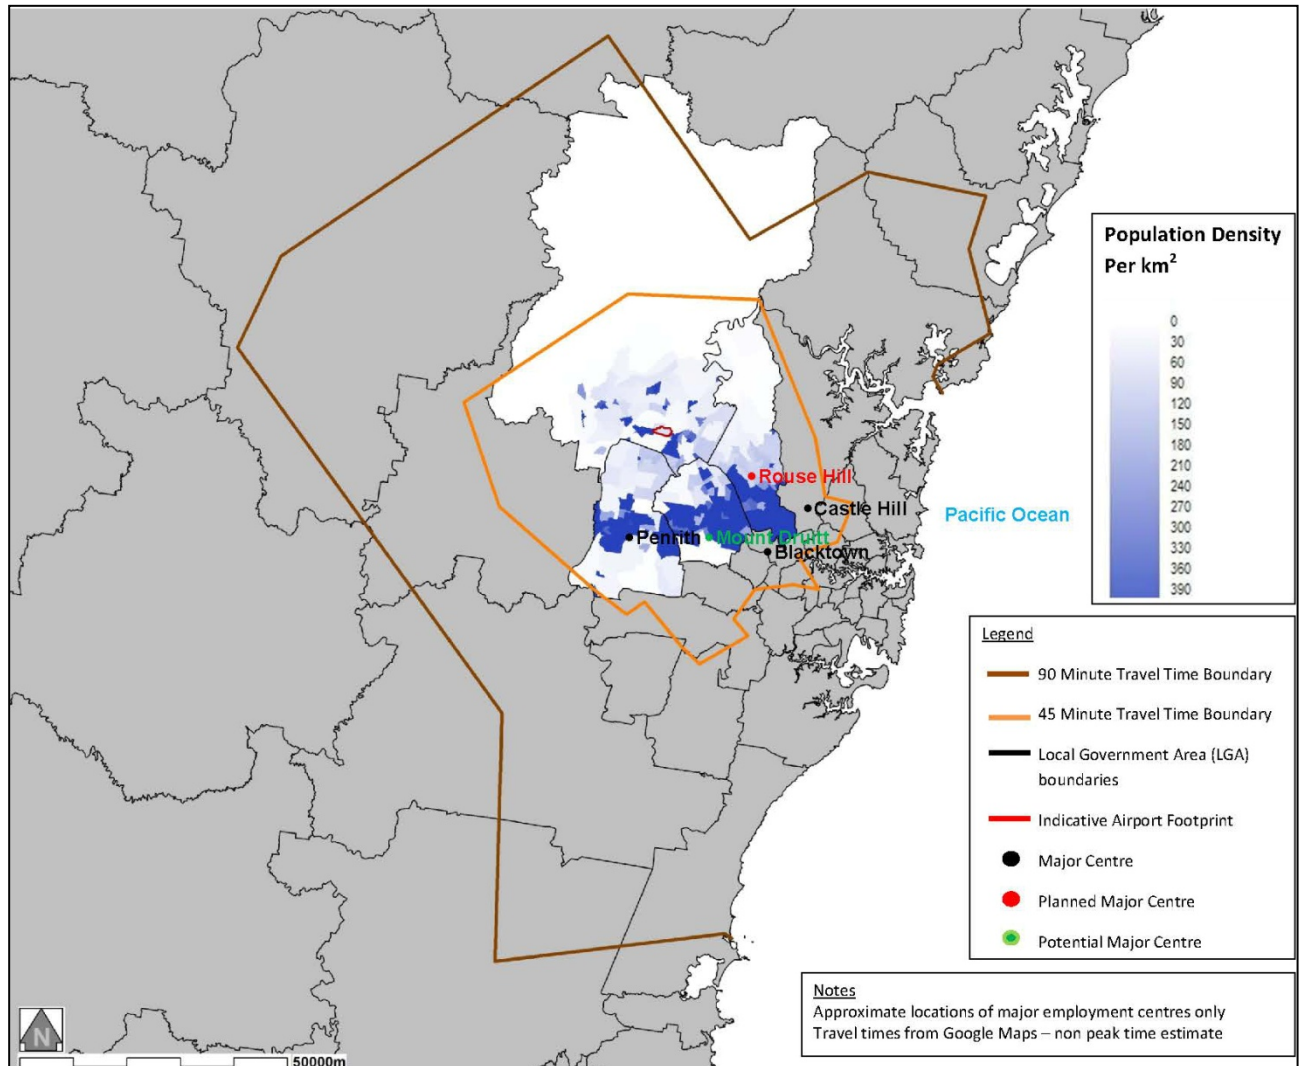 Rouse Hill
Castle Hill
Penrith
Mount Druitt
Blacktown
Pacific Ocean
Population Density
Per km2
0
30
60
90
120
150
180
210
240
270
300
330
360
390
Legend
90 Minute Travel Time Boundary
45 Minute Travel Time Boundary
Local Government Area (LGA)
boundaries
Indicative Airport Footprint
Major Centre
Planned Major Centre
Potential Major Centre
Notes
Approximate locations of major employment centres only
Travel times from Google Maps – non peak time estimate
N
50000m